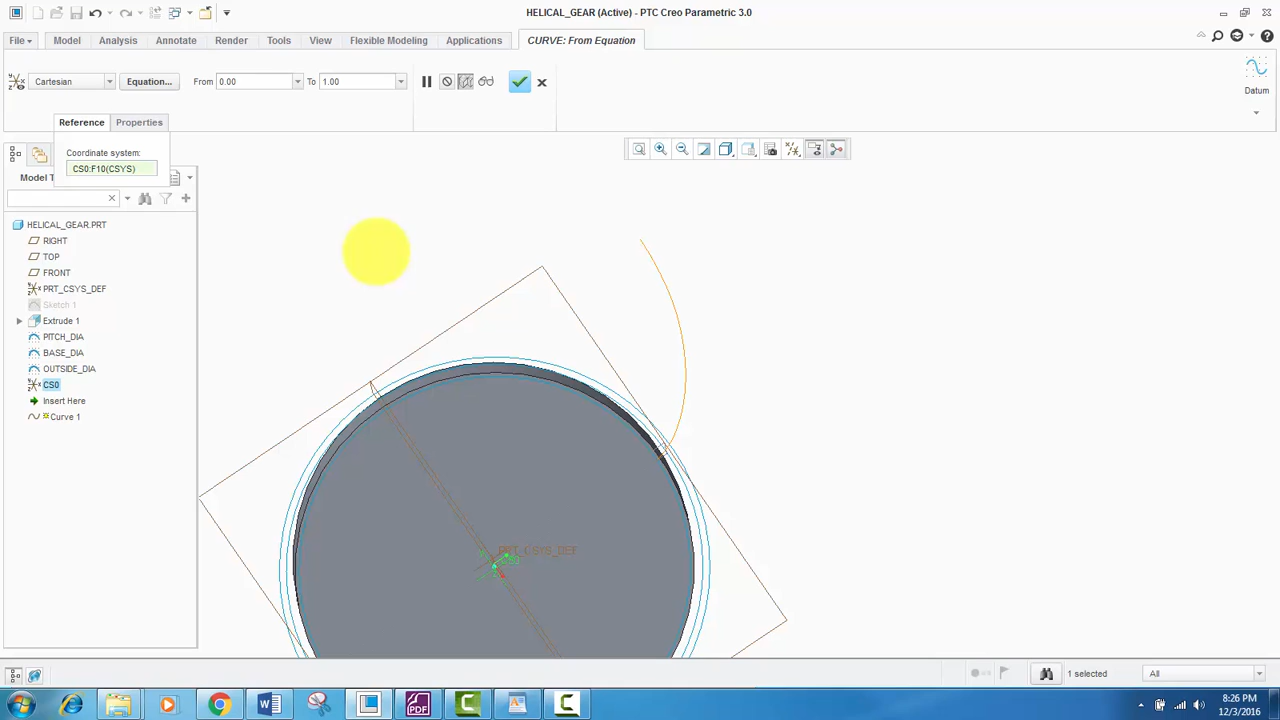 HELICAL_GEAR (Active) - PTC Creo Parametric 3.0
File
Model
Analysis
Annotate
Render
Tools
View
Flexible Modeling
Applications
CURVE: From Equation
Cartesian
Equation...
From
0.00
To
1.00
Datum
Reference
Properties
Coordinate system:
CS0:F10(CSYS)
HELICAL_GEAR.PRT
RIGHT
TOP
FRONT
PRT_CSYS_DEF
Sketch 1
Extrude 1
PITCH_DIA
BASE_DIA
OUTSIDE_DIA
CS0
Insert Here
Curve 1
PRT_CSYS_DEF
CS0
1 selected
All
PDF
8:26 PM
12/3/2016